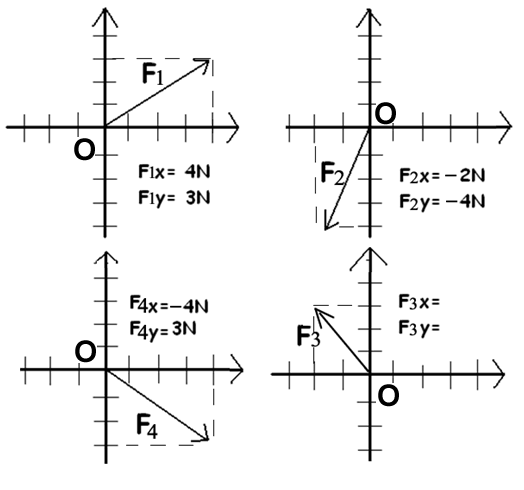 F1
O
F1x= 4N
F1y= 3N
O
F2
F2x=-2N
F2y=-4N
F4x=-4N
F4y=3N
O
F4
F3x=
F3y=
F3
O